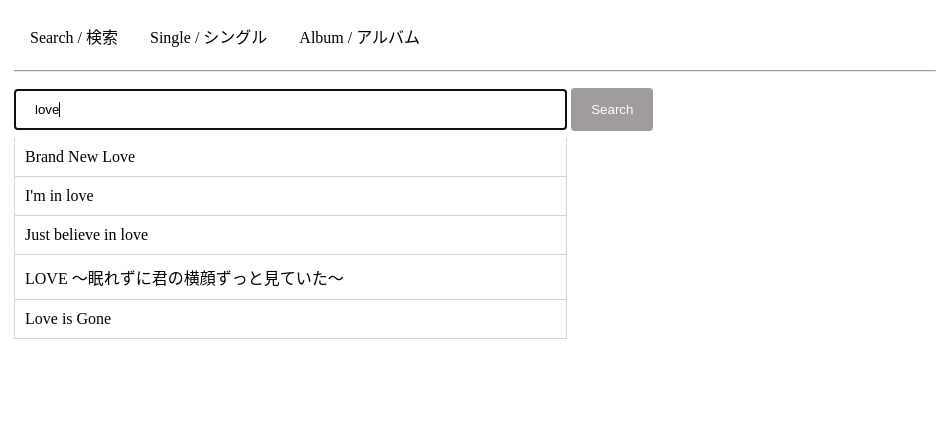 Search / 検索 Single / シングル Album / アルバム
love Search
Brand New Love
I'm in love
Just believe in love
LOVE 〜眠れずに君の横顔ずっと見ていた〜
Love is Gone